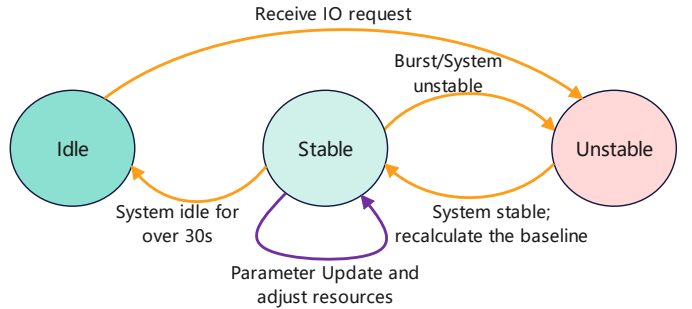 Receive IO request
Burst/System
unstable
Idle
Stable
Unstable
System idle for
over 30s
System stable;
recalculate the baseline
Parameter Update and
adjust resources